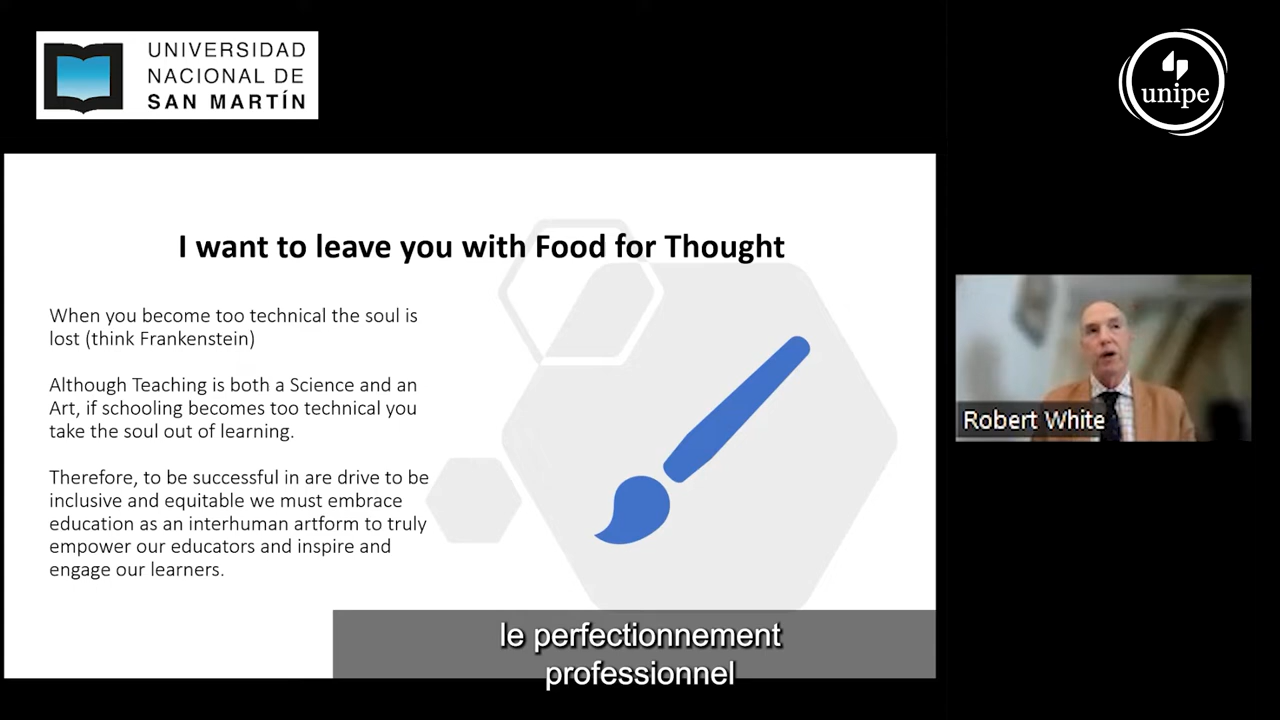 UNIVERSIDAD
NACIONAL DE
SAN MARTÍN
unipe
I want to leave you with Food for Thought
When you become too technical the soul is
lost (think Frankenstein)
Although Teaching is both a Science and an
Art, if schooling becomes too technical you
take the soul out of learning.
Therefore, to be successful in are drive to be
inclusive and equitable we must embrace
education as an interhuman artform to truly
empower our educators and inspire and
engage our learners.
Robert White
le perfectionnement
professionnel